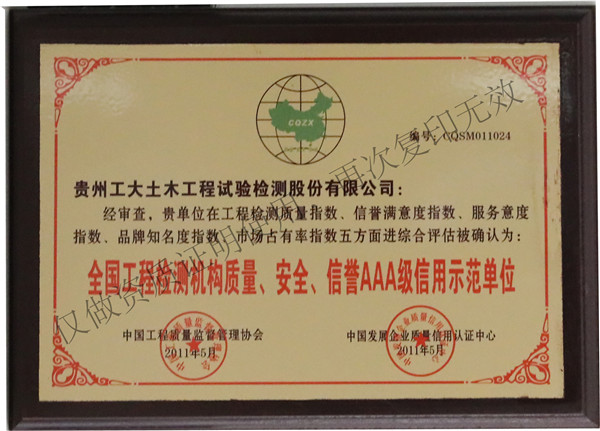 CQZX
编号: CQSM011024
贵州工大土木工程试验检测股份有限公司:
经审查,贵单位在工程检测质量指数、信誉满意度指数、服务意度
指数、品牌知名度指数、市场占有率指数五方面进综合评估被确认为:
全国工程检测机构质量、安全、信誉AAA级信用示范单位
中国工程质量监督管理协会
2011年5月
中国发展企业质量信用认证中心
2011年5月
仅做资质证明使用,再次复印无效